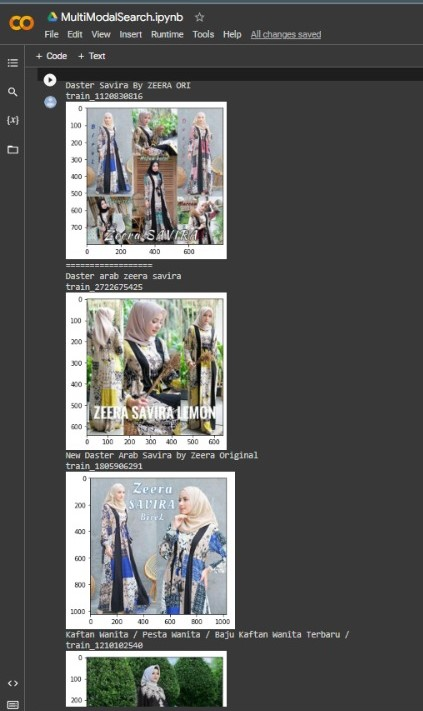 MultiModalSearch.ipynb
File Edit View Insert Runtime Tools Help All changes saved
+ Code + Text
{x}
Daster Savira By ZEERA ORI
train_1120830816
0
100
200
300
400
500
600
700
Zeera SAVIRA
0 200 400 600
==================
Daster arab zeera savira
train_2722675425
0
100
200
300
400
500
600
ZEERA SAVIRA LEMON
0 100 200 300 400 500 600
New Daster Arab Savira by Zeera Original
train_1805906291
0
200
400
600
800
1000
Zeera
SAVIRA
0 200 400 600 800 1000
Kaftan Wanita / Pesta Wanita / Baju Kaftan Wanita Terbaru /
train_1210102540
0
100
200